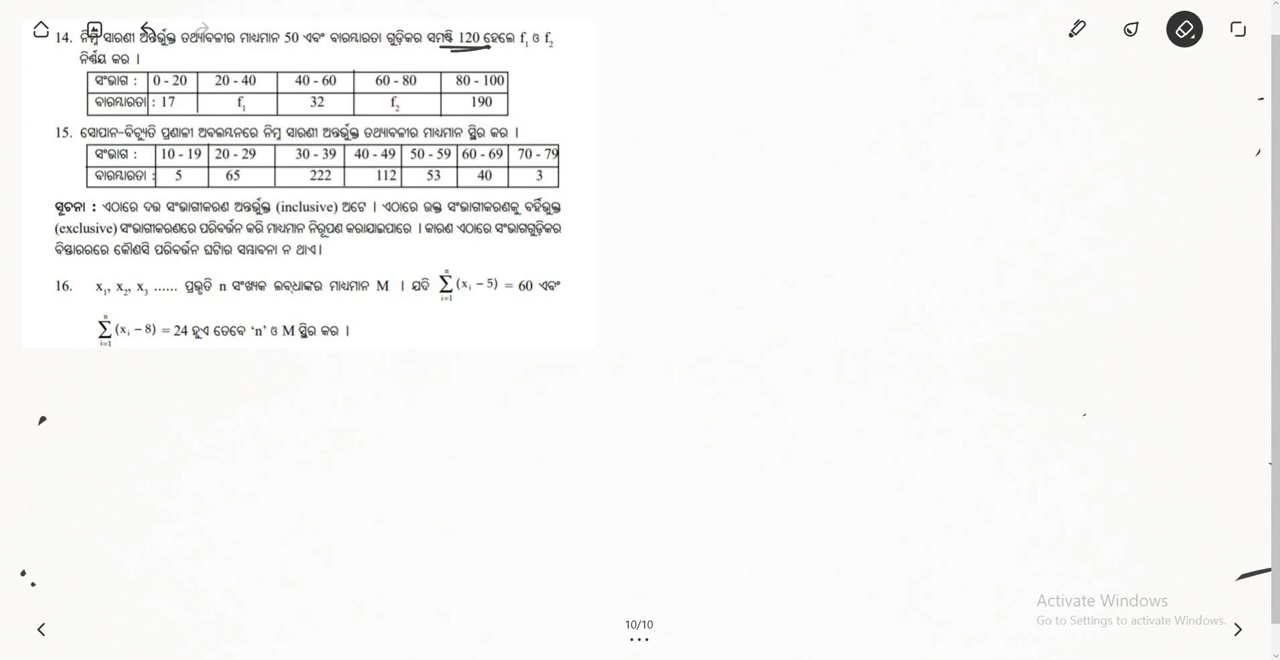 14. ନିମ୍ନ ସାରଣୀ ଅନ୍ତର୍ଭୁକ୍ତ ତଥ୍ୟାବଳୀର ମାଧ୍ୟମାନ 50 ଏବଂ ବାରମ୍ବାରତା ଗୁଡ଼ିକର ସମଷ୍ଟି 120 ହେଲେ f₁ ଓ f₂
ନିର୍ଣ୍ଣୟ କର ।
ସଂଭାଗ : 0 - 20 20 - 40 40 - 60 60 - 80 80 - 100
ବାରମ୍ବାରତା : 17 f₁ 32 f₂ 190
15. ସୋପାନ-ବିଚ୍ୟୁତି ପ୍ରଣାଳୀ ଅବଲମ୍ବନରେ ନିମ୍ନ ସାରଣୀ ଅନ୍ତର୍ଭୁକ୍ତ ତଥ୍ୟାବଳୀର ମାଧ୍ୟମାନ ସ୍ଥିର କର ।
ସଂଭାଗ : 10 - 19 20 - 29 30 - 39 40 - 49 50 - 59 60 - 69 70 - 79
ବାରମ୍ବାରତା : 5 65 222 112 53 40 3
ସୂଚନା : ଏଠାରେ ଦତ୍ତ ସଂଭାଗୀକରଣ ଅନ୍ତର୍ଭୁକ୍ତ (inclusive) ଅଟେ । ଏଠାରେ ଉକ୍ତ ସଂଭାଗୀକରଣକୁ ବହିର୍ଭୁକ୍ତ
(exclusive) ସଂଭାଗୀକରଣରେ ପରିବର୍ତ୍ତନ କରି ମାଧ୍ୟମାନ ନିରୂପଣ କରାଯାଇପାରେ । କାରଣ ଏଠାରେ ସଂଭାଗଗୁଡ଼ିକର
ବିସ୍ତାରରେ କୌଣସି ପରିବର୍ତ୍ତନ ଘଟିବାର ସମ୍ଭାବନା ନ ଥାଏ।
16. x₁, x₂, x₃ ...... ପ୍ରଭୃତି n ସଂଖ୍ୟକ ଲବ୍‌ଧାଙ୍କର ମାଧ୍ୟମାନ M । ଯଦି ∑ᵢ₌₁ⁿ (xᵢ – 5) = 60 ଏବଂ
∑ᵢ₌₁ⁿ (xᵢ – 8) = 24 ହୁଏ ତେବେ ‘n’ ଓ M ସ୍ଥିର କର ।
Activate Windows
Go to Settings to activate Windows.
10/10